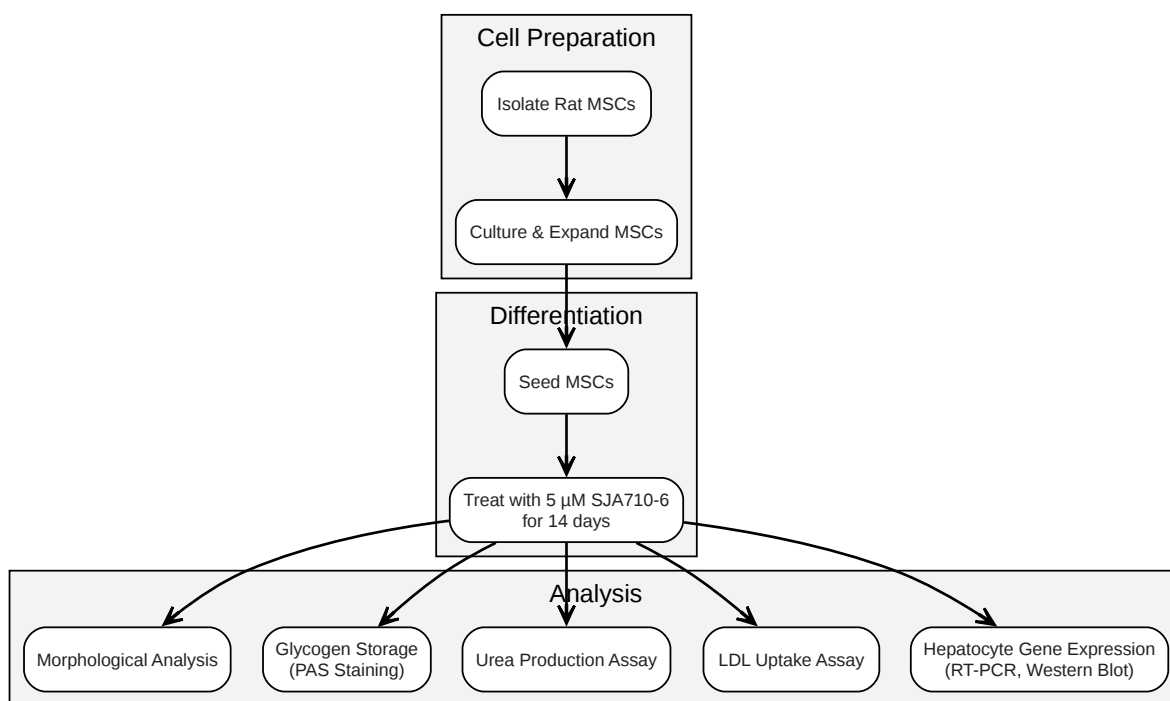 Cell Preparation
Isolate Rat MSCs
Culture & Expand MSCs
Differentiation
Seed MSCs
Treat with 5 µM SJA710-6
for 14 days
Analysis
Morphological Analysis
Glycogen Storage
(PAS Staining)
Urea Production Assay
LDL Uptake Assay
Hepatocyte Gene Expression
(RT-PCR, Western Blot)